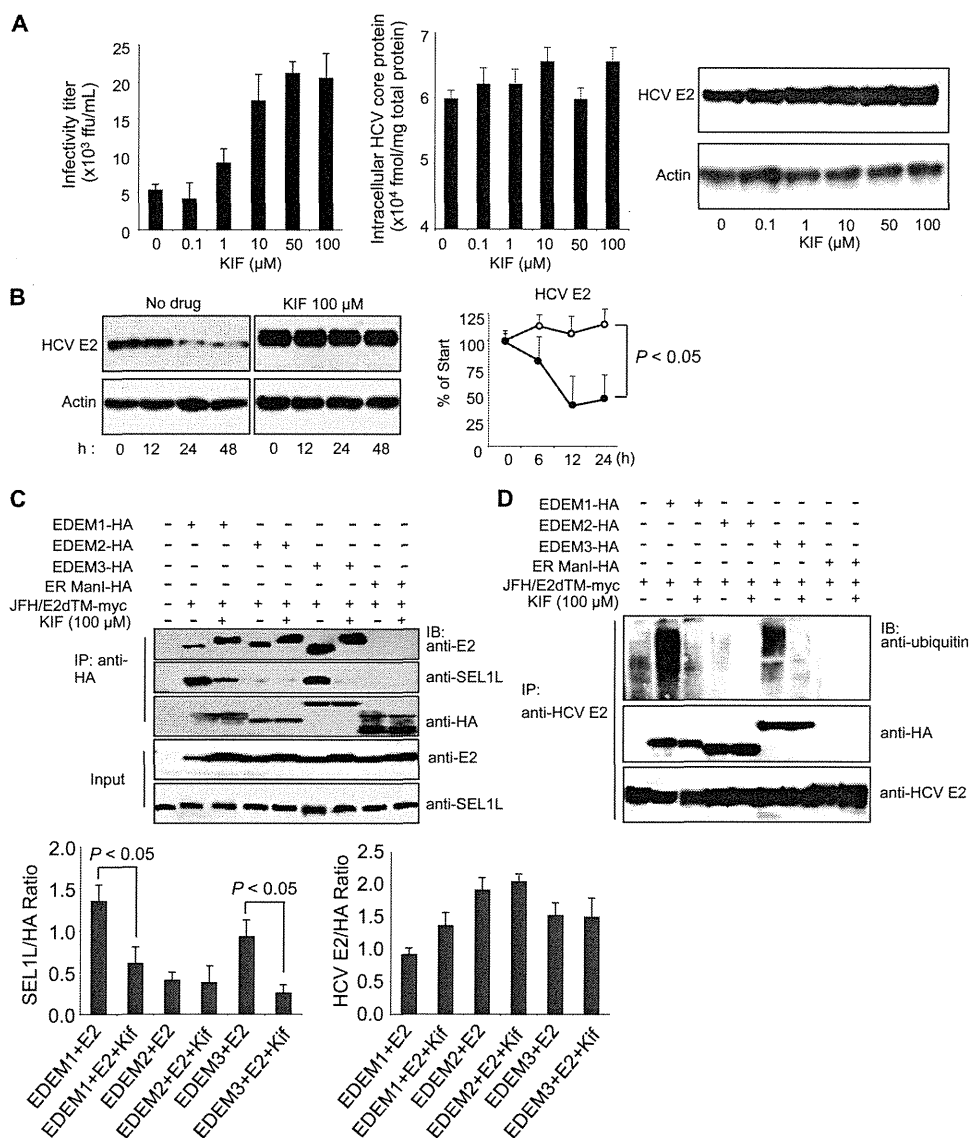 A
Infectivity titer
(x10³ ffu/mL)
25
20
15
10
5
0
0 0.1 1 10 50 100
KIF (µM)
Intracellular HCV core protein
(x10⁴ fmol/mg total protein)
7
6
5
4
0 0.1 1 10 50 100
KIF (µM)
HCV E2
Actin
0 0.1 1 10 50 100
KIF (µM)
B
No drug KIF 100 µM
HCV E2
Actin
h : 0 12 24 48 0 12 24 48
HCV E2
% of Start
125
100
75
50
25
0
0 6 12 24 (h)
P < 0.05
C
EDEM1-HA - + + - - - - - -
EDEM2-HA - - - + + - - - -
EDEM3-HA - - - - - + + - -
ER ManI-HA - - - - - - - + +
JFH/E2dTM-myc - + + + + + + + +
KIF (100 µM) - - + - + - + - +
IP: anti-
HA
IB:
anti-E2
anti-SEL1L
anti-HA
Input
anti-E2
anti-SEL1L
SEL1L/HA Ratio
2.0
1.5
1.0
0.5
0.0
P < 0.05
P < 0.05
EDEM1+E2
EDEM1+E2+Kif
EDEM2+E2
EDEM2+E2+Kif
EDEM3+E2
EDEM3+E2+Kif
HCV E2/HA Ratio
2.5
2.0
1.5
1.0
0.5
0.0
EDEM1+E2
EDEM1+E2+Kif
EDEM2+E2
EDEM2+E2+Kif
EDEM3+E2
EDEM3+E2+Kif
D
EDEM1-HA - + + - - - - - -
EDEM2-HA - - - + + - - - -
EDEM3-HA - - - - - + + - -
ER ManI-HA - - - - - - - + +
JFH/E2dTM-myc + + + + + + + + +
KIF (100 µM) - - + - + - + - +
IP:
anti-HCV E2
IB:
anti-ubiquitin
anti-HA
anti-HCV E2